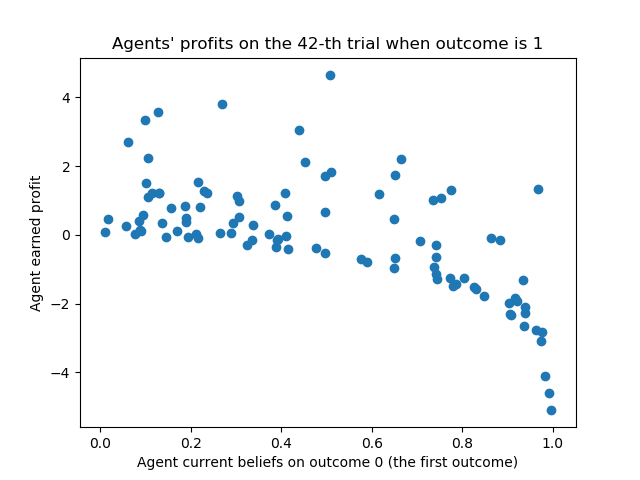 Agents' profits on the 42-th trial when outcome is 1
4
2
0
−2
−4
Agent earned profit
0.0 0.2 0.4 0.6 0.8 1.0
Agent current beliefs on outcome 0 (the first outcome)